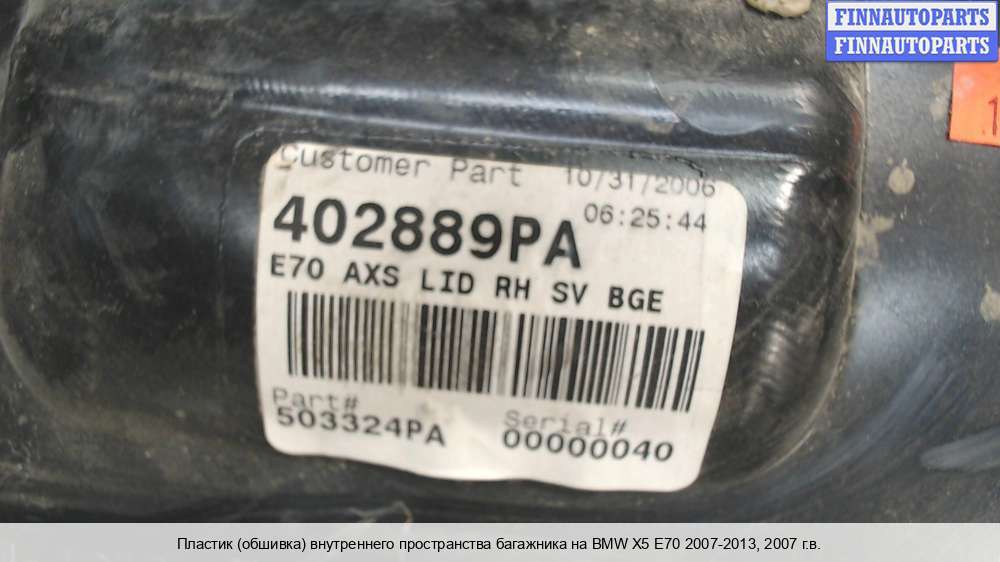 FINNAUTOPARTS
FINNAUTOPARTS
Customer Part 10/31/2006
402889PA 06:25:44
E70 AXS LID RH SV BGE
Part# Serial#
503324PA 00000040
Пластик (обшивка) внутреннего пространства багажника на BMW X5 E70 2007-2013, 2007 г.в.